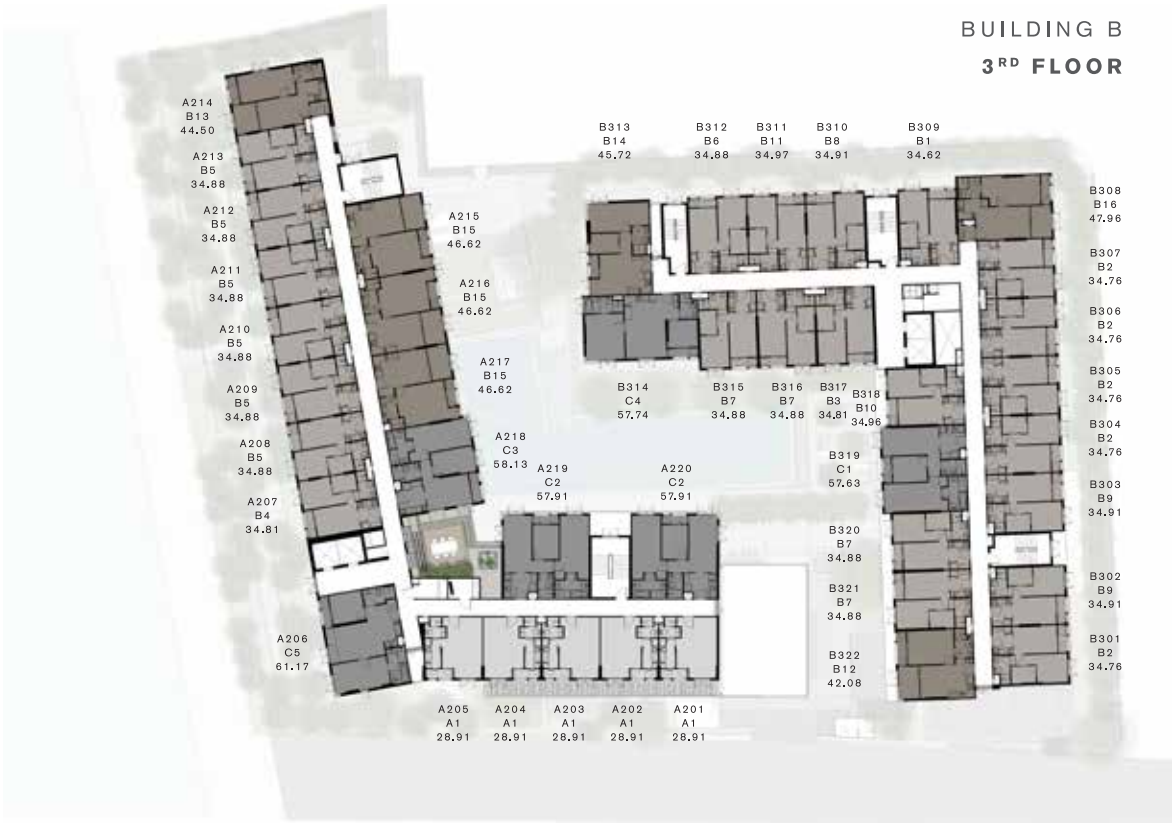 BUILDING B
3RD FLOOR
A214
B13
44.50
A213
B5
34.88
A212
B5
34.88
A211
B5
34.88
A210
B5
34.88
A209
B5
34.88
A208
B5
34.88
A207
B4
34.81
A206
C5
61.17
A215
B15
46.62
A216
B15
46.62
A217
B15
46.62
A218
C3
58.13
A219
C2
57.91
A220
C2
57.91
A205
A1
28.91
A204
A1
28.91
A203
A1
28.91
A202
A1
28.91
A201
A1
28.91
B313
B14
45.72
B312
B6
34.88
B311
B11
34.97
B310
B8
34.91
B309
B1
34.62
B308
B16
47.96
B307
B2
34.76
B306
B2
34.76
B305
B2
34.76
B304
B2
34.76
B303
B9
34.91
B302
B9
34.91
B301
B2
34.76
B314
C4
57.74
B315
B7
34.88
B316
B7
34.88
B317
B3
34.81
B318
B10
34.96
B319
C1
57.63
B320
B7
34.88
B321
B7
34.88
B322
B12
42.08